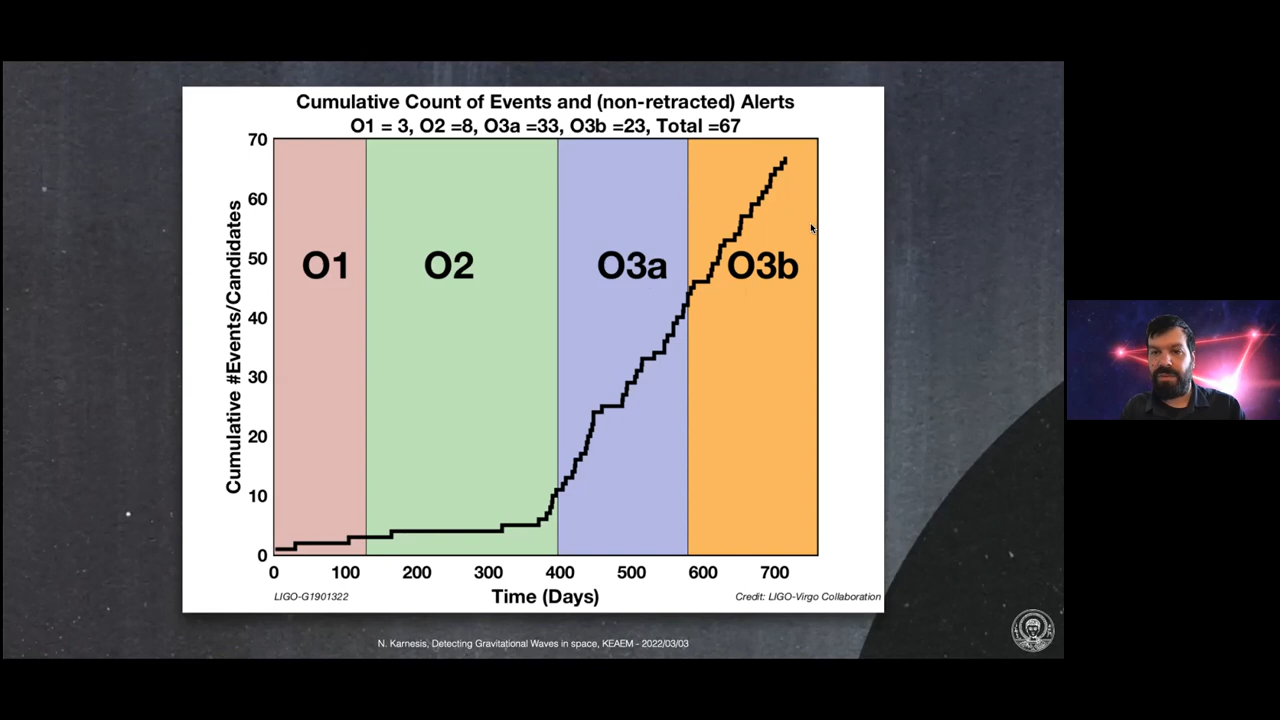 Cumulative Count of Events and (non-retracted) Alerts
O1 = 3, O2 =8, O3a =33, O3b =23, Total =67
Cumulative #Events/Candidates
70
60
50
40
30
20
10
0
O1
O2
O3a
O3b
0 100 200 300 400 500 600 700
Time (Days)
LIGO-G1901322
Credit: LIGO-Virgo Collaboration
N. Karnesis, Detecting Gravitational Waves in space, KEAEM - 2022/03/03